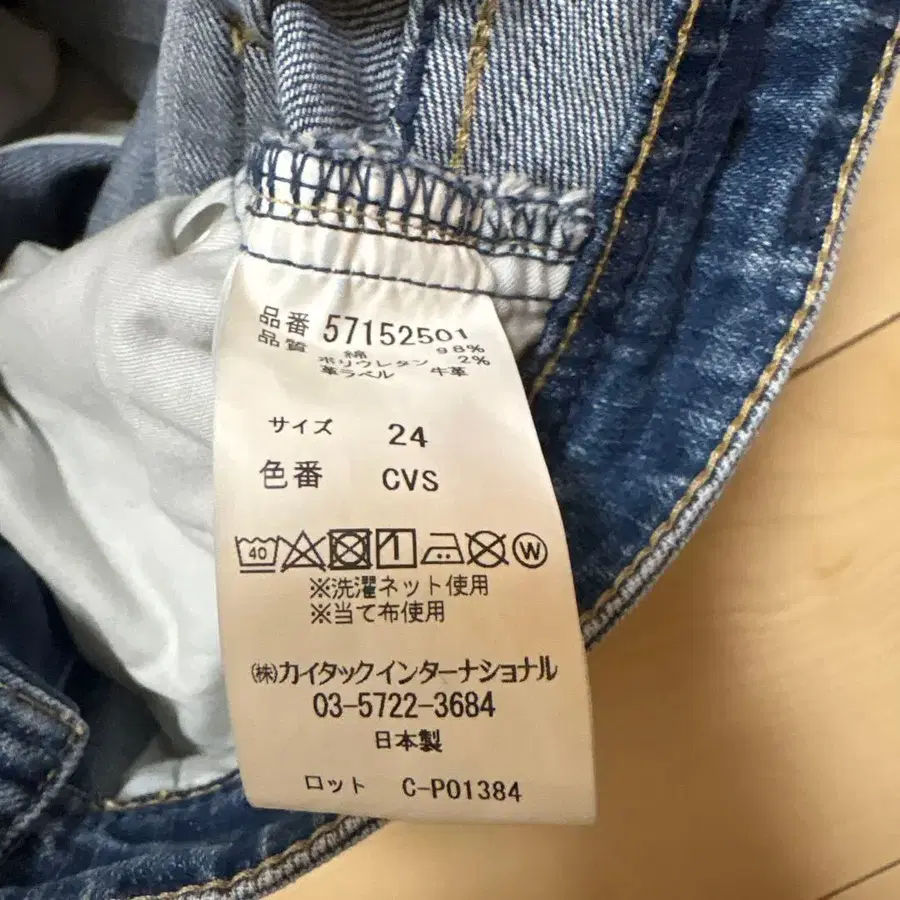 品番 57152501
品質 綿 98%
ポリウレタン 2%
革ラベル 牛革
サイズ 24
色番 CVS
40 W
※洗濯ネット使用
※当て布使用
(株)カイタックインターナショナル
03-5722-3684
日本製
ロット C-P01384